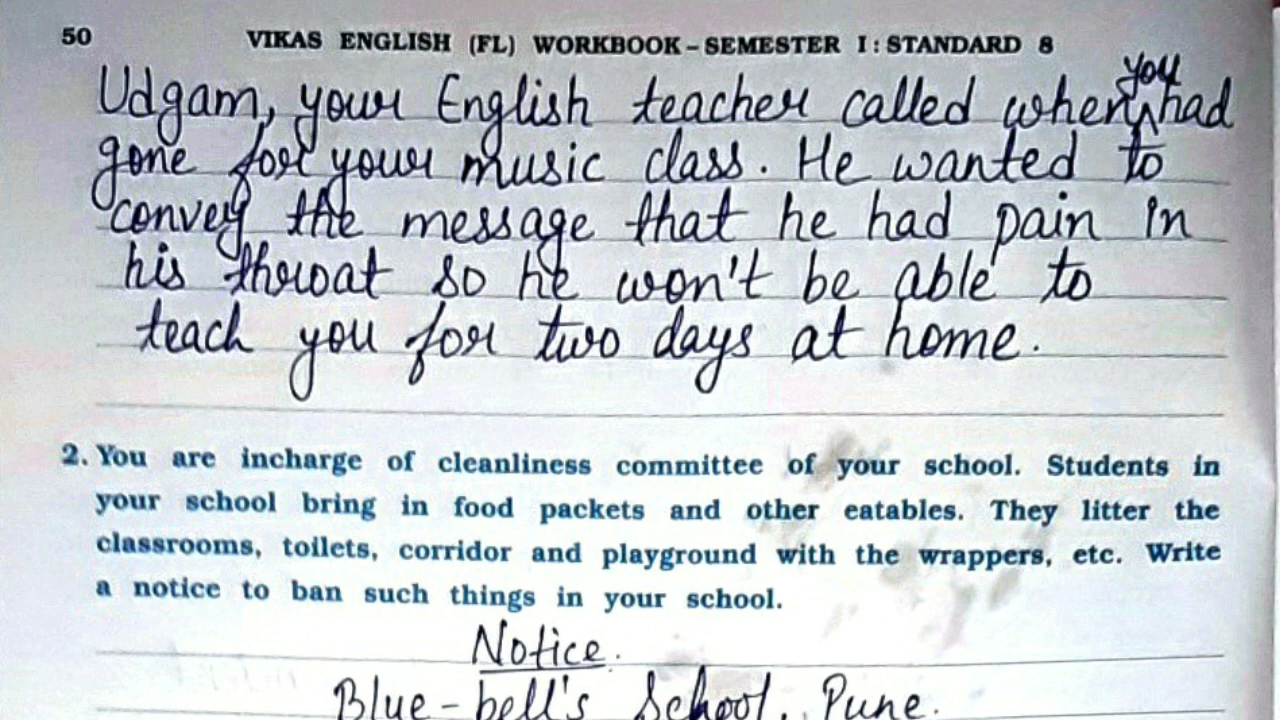 50 VIKAS ENGLISH (FL) WORKBOOK – SEMESTER I : STANDARD 8
you
Udgam, your English teacher called when had
gone for your music class. He wanted to
convey the message that he had pain in
his throat so he won't be able to
teach you for two days at home.
2. You are incharge of cleanliness committee of your school. Students in
your school bring in food packets and other eatables. They litter the
classrooms, toilets, corridor and playground with the wrappers, etc. Write
a notice to ban such things in your school.
Notice.
Blue-bell's School, Pune.